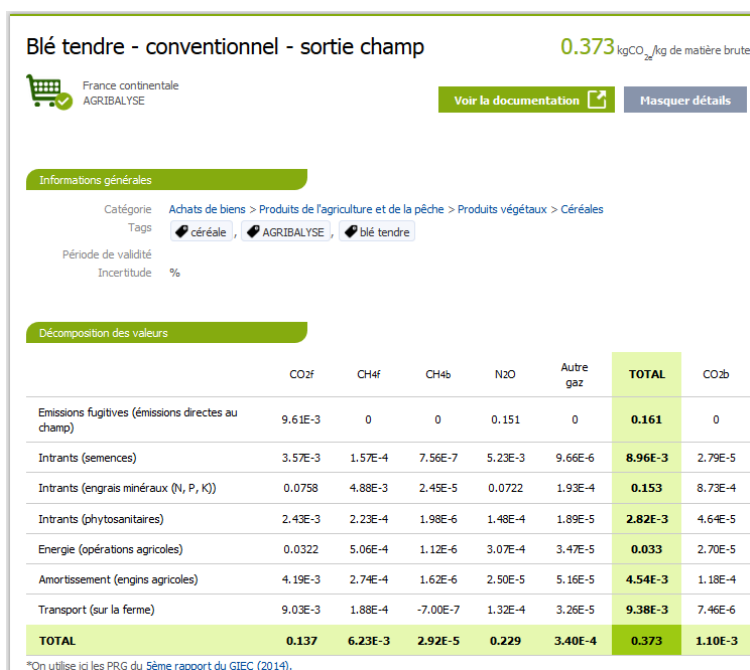 Blé tendre - conventionnel - sortie champ 0.373 kgCO2e/kg de matière brute
France continentale
AGRIBALYSE
Voir la documentation Masquer détails
Informations générales
Catégorie Achats de biens > Produits de l'agriculture et de la pêche > Produits végétaux > Céréales
Tags céréale , AGRIBALYSE , blé tendre
Période de validité
Incertitude %
Décomposition des valeurs
CO2f CH4f CH4b N2O Autre gaz TOTAL CO2b
Emissions fugitives (émissions directes au champ) 9.61E-3 0 0 0.151 0 0.161 0
Intrants (semences) 3.57E-3 1.57E-4 7.56E-7 5.23E-3 9.66E-6 8.96E-3 2.79E-5
Intrants (engrais minéraux (N, P, K)) 0.0758 4.88E-3 2.45E-5 0.0722 1.93E-4 0.153 8.73E-4
Intrants (phytosanitaires) 2.43E-3 2.23E-4 1.98E-6 1.48E-4 1.89E-5 2.82E-3 4.64E-5
Energie (opérations agricoles) 0.0322 5.06E-4 1.12E-6 3.07E-4 3.47E-5 0.033 2.70E-5
Amortissement (engins agricoles) 4.19E-3 2.74E-4 1.62E-6 2.50E-5 5.16E-5 4.54E-3 1.18E-4
Transport (sur la ferme) 9.03E-3 1.88E-4 -7.00E-7 1.32E-4 3.26E-5 9.38E-3 7.46E-6
TOTAL 0.137 6.23E-3 2.92E-5 0.229 3.40E-4 0.373 1.10E-3
*On utilise ici les PRG du 5ème rapport du GIEC (2014).